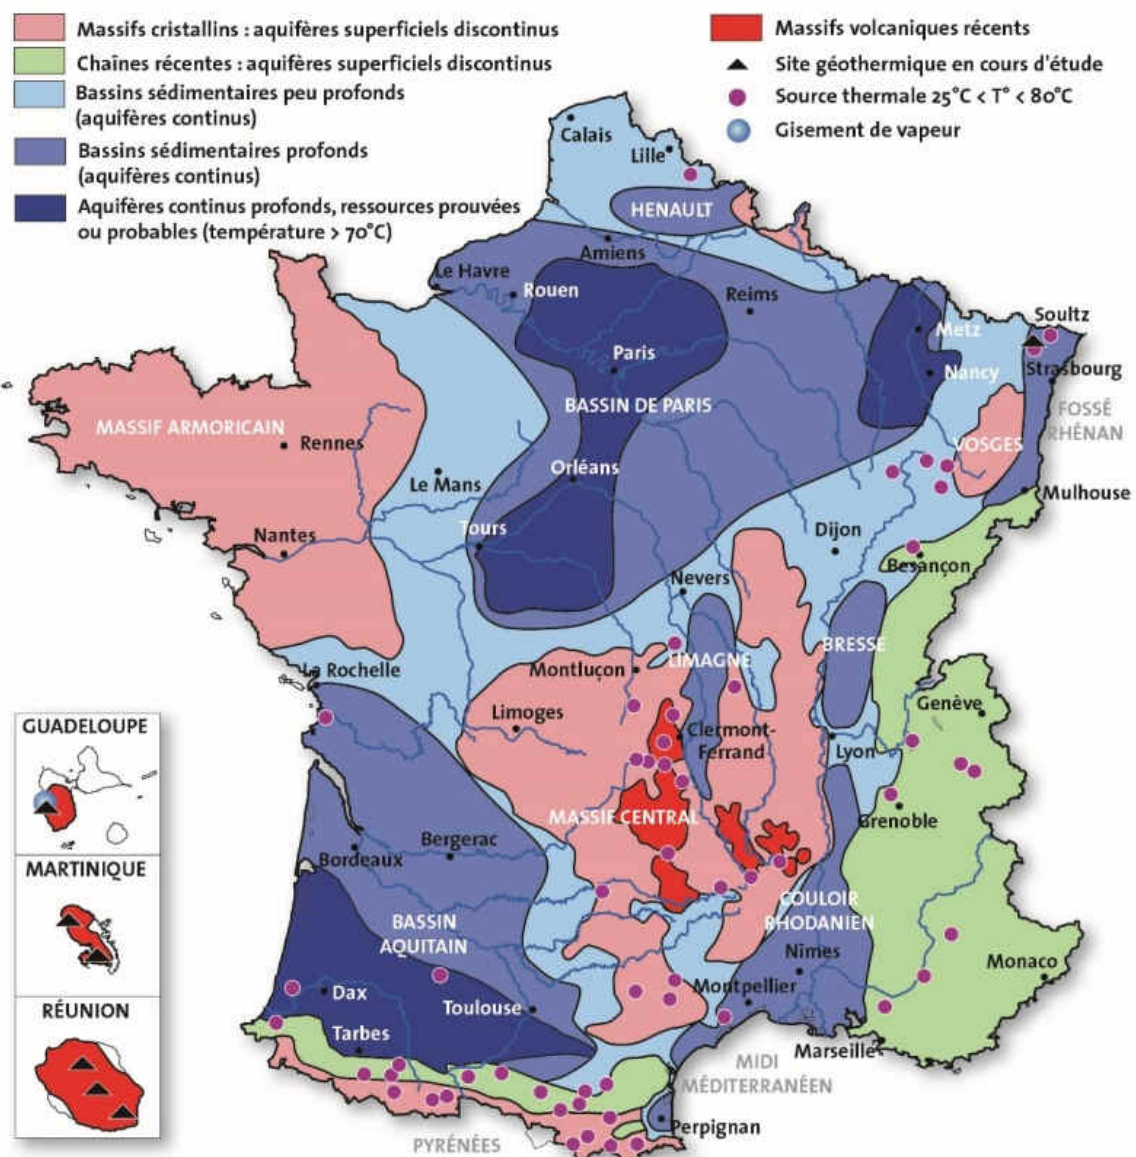 Massifs cristallins : aquifères superficiels discontinus
Chaînes récentes : aquifères superficiels discontinus
Bassins sédimentaires peu profonds
(aquifères continus)
Bassins sédimentaires profonds
(aquifères continus)
Aquifères continus profonds, ressources prouvées
ou probables (température > 70°C)
Massifs volcaniques récents
Site géothermique en cours d'étude
Source thermale 25°C < T° < 80°C
Gisement de vapeur
Calais
Lille
HENAULT
Amiens
Le Havre
Rouen
Reims
Metz
Soultz
Paris
Nancy
Strasbourg
BASSIN DE PARIS
FOSSÉ
RHÉNAN
MASSIF ARMORICAIN
Rennes
VOSGES
Orléans
Le Mans
Mulhouse
Tours
Nantes
Dijon
Besançon
Nevers
LIMAGNE
BRESSE
La Rochelle
Montluçon
Limoges
Genève
Clermont-
Ferrand
Lyon
MASSIF CENTRAL
Grenoble
Bergerac
Bordeaux
COULOIR
RHODANIEN
BASSIN
AQUITAIN
Nîmes
Monaco
Dax
Toulouse
Montpellier
Tarbes
Marseille
MIDI
MÉDITERRANÉEN
Perpignan
PYRÉNÉES
GUADELOUPE
MARTINIQUE
RÉUNION